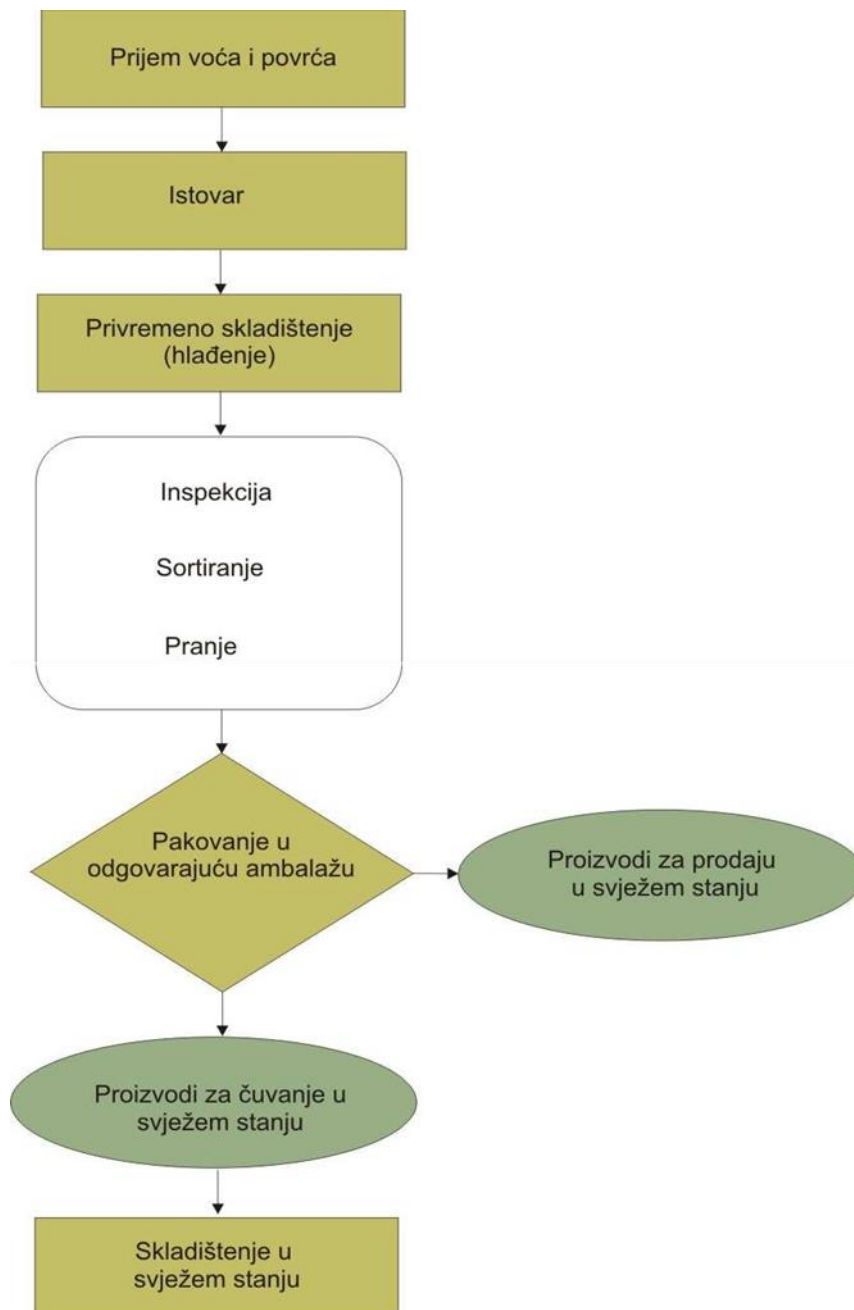 Prijem voća i povrća
Istovar
Privremeno skladištenje
(hlađenje)
Inspekcija
Sortiranje
Pranje
Pakovanje u
odgovarajuću ambalažu
Proizvodi za prodaju
u svježem stanju
Proizvodi za čuvanje u
svježem stanju
Skladištenje u
svježem stanju